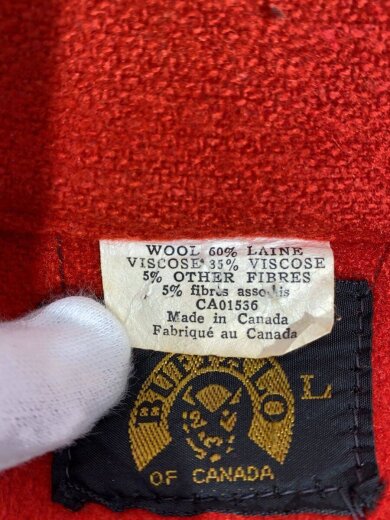 WOOL 60% LAINE
VISCOSE 35% VISCOSE
5% OTHER FIBRES
5% fibres assortis
CA01536
Made in Canada
Fabriqué au Canada
BUFFALO
L
OF CANADA